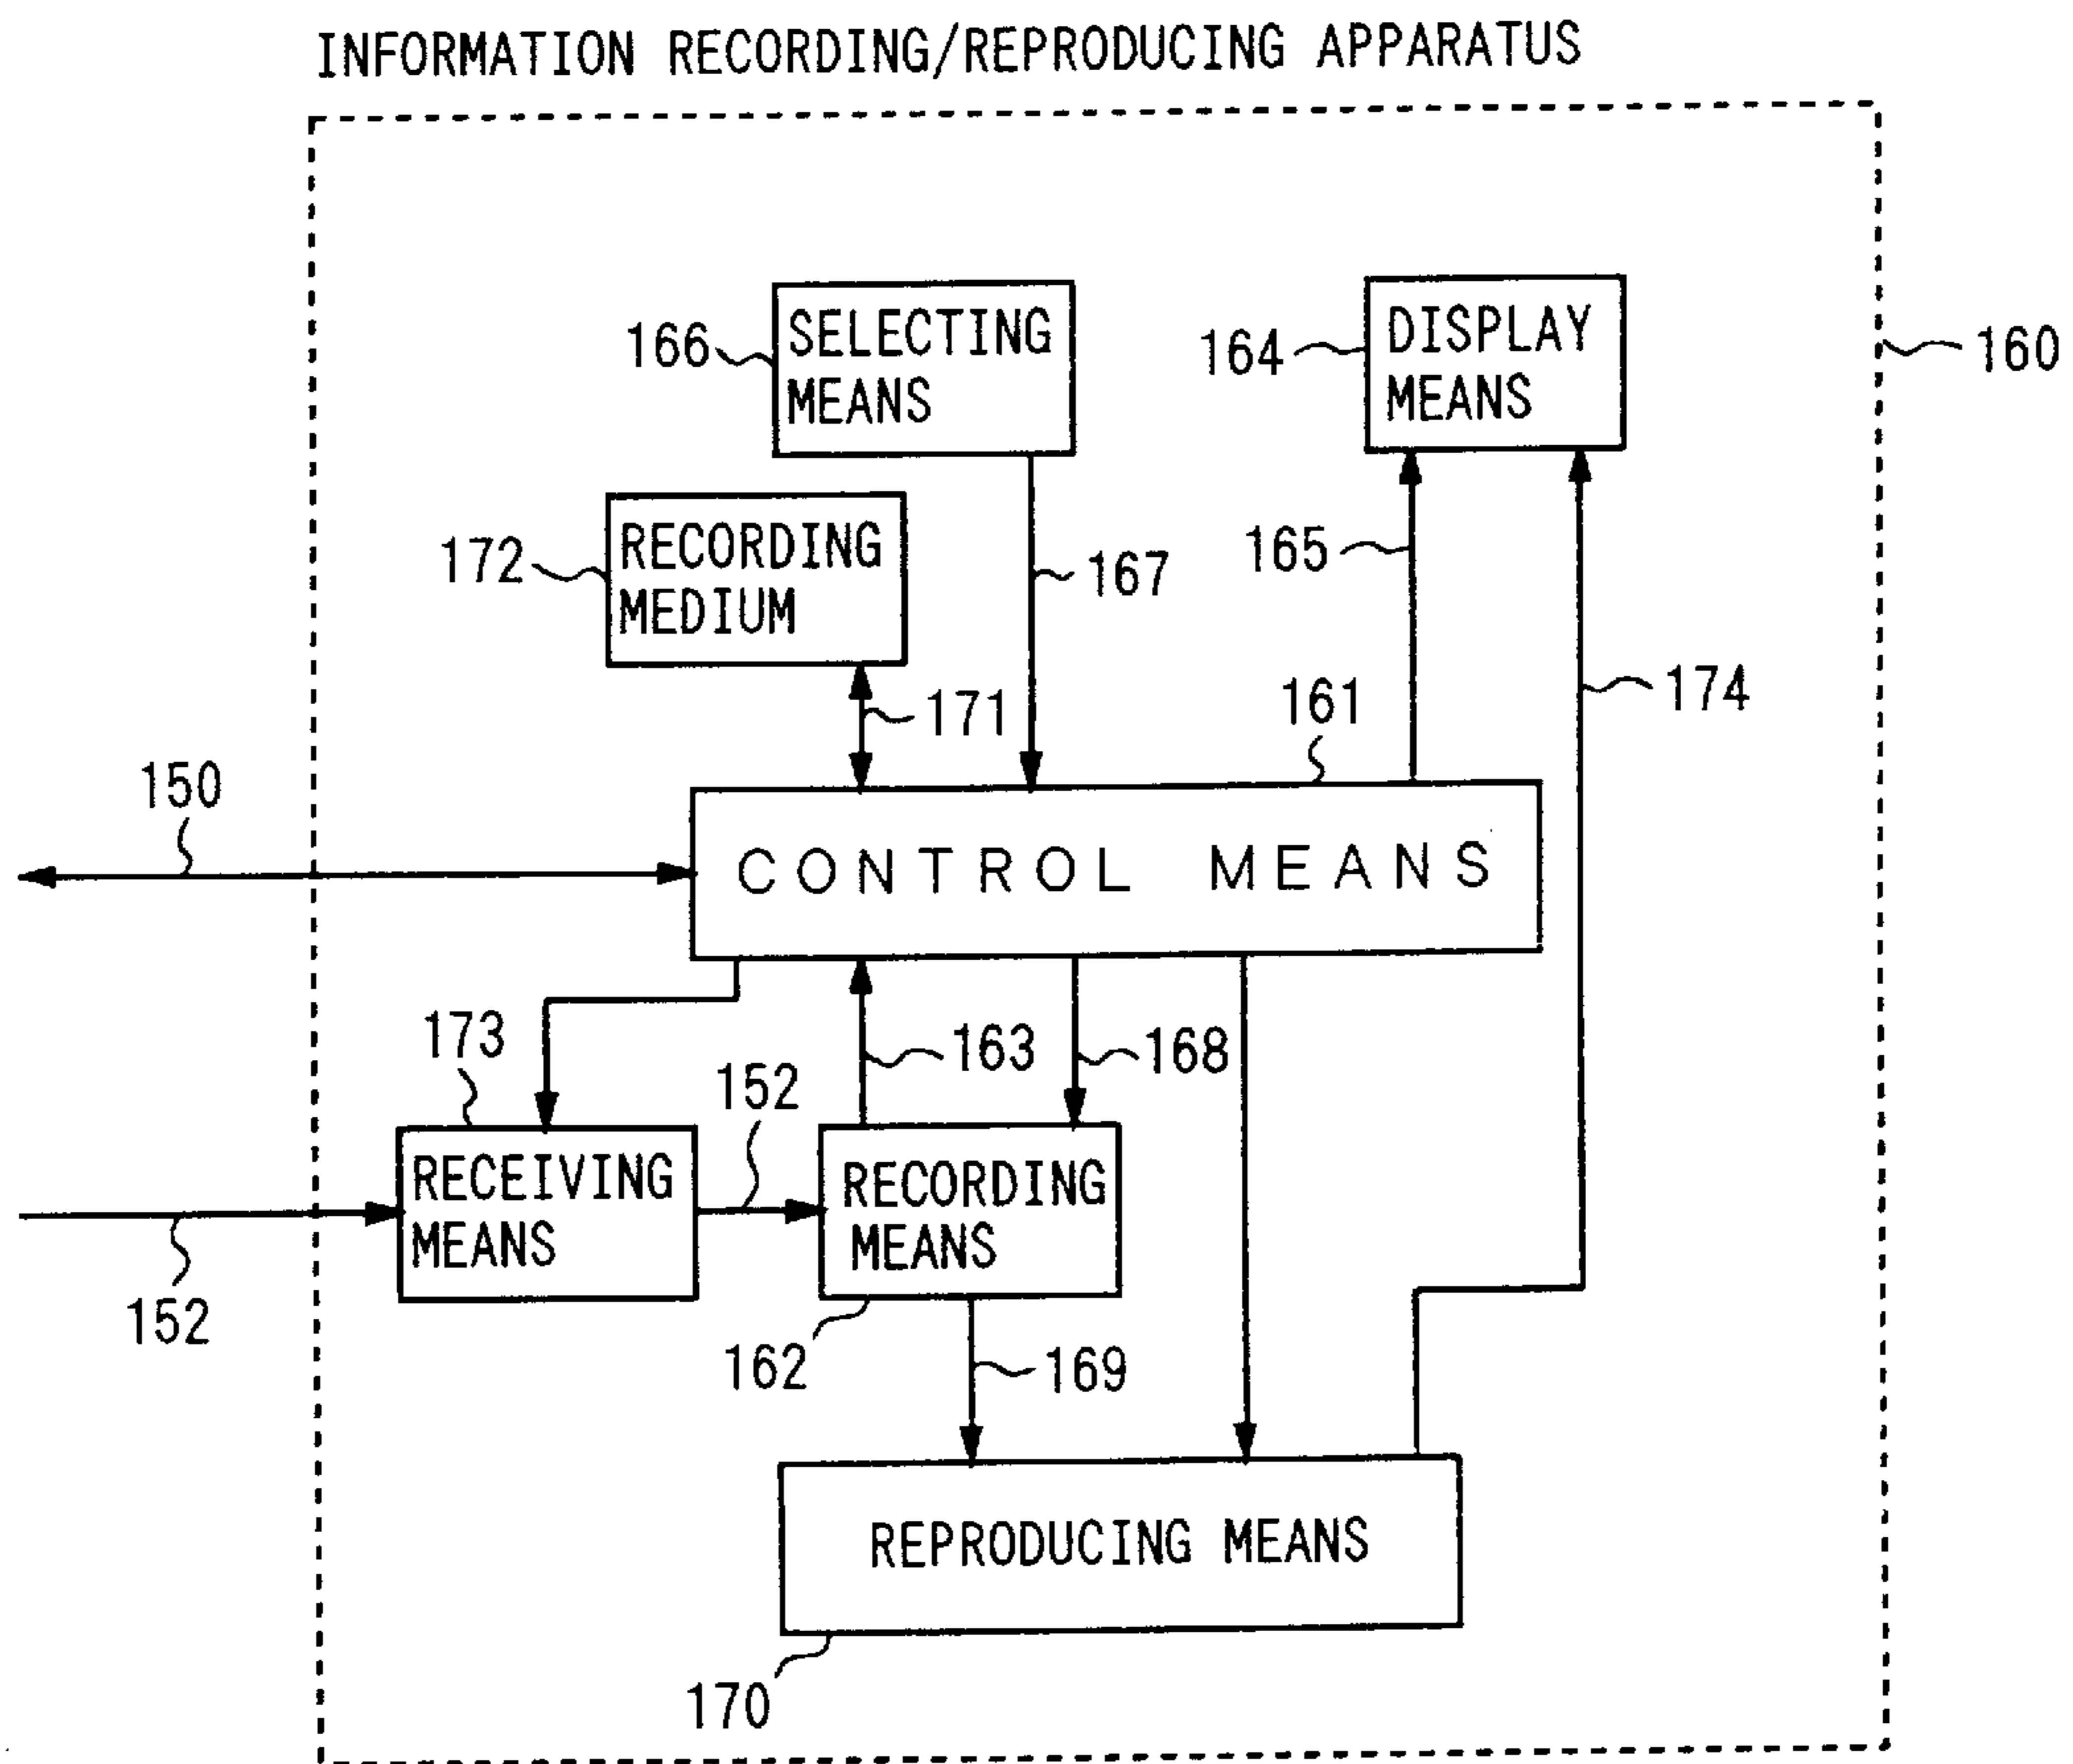 INFORMATION RECORDING/REPRODUCING APPARATUS
166
SELECTING
MEANS
164
DISPLAY
MEANS
160
172
RECORDING
MEDIUM
167
165
171
161
174
150
CONTROL MEANS
173
163
168
152
RECEIVING
MEANS
RECORDING
MEANS
152
162
169
REPRODUCING MEANS
170